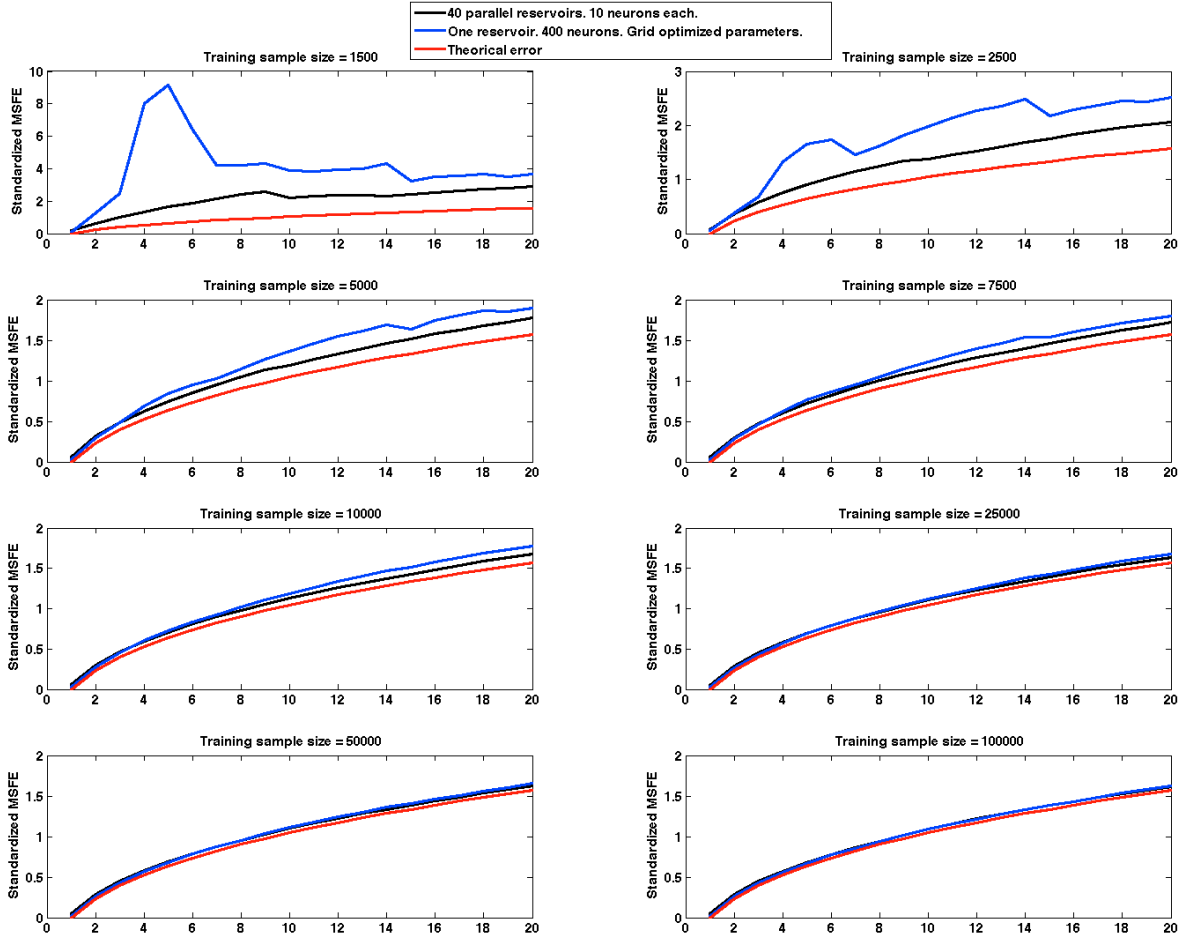 40 parallel reservoirs. 10 neurons each.
One reservoir. 400 neurons. Grid optimized parameters.
Theorical error
Training sample size = 1500
Standardized MSFE
10
8
6
4
2
0
0 2 4 6 8 10 12 14 16 18 20
Training sample size = 2500
Standardized MSFE
3
2
1
0
0 2 4 6 8 10 12 14 16 18 20
Training sample size = 5000
Standardized MSFE
2
1.5
1
0.5
0
0 2 4 6 8 10 12 14 16 18 20
Training sample size = 7500
Standardized MSFE
2
1.5
1
0.5
0
0 2 4 6 8 10 12 14 16 18 20
Training sample size = 10000
Standardized MSFE
2
1.5
1
0.5
0
0 2 4 6 8 10 12 14 16 18 20
Training sample size = 25000
Standardized MSFE
2
1.5
1
0.5
0
0 2 4 6 8 10 12 14 16 18 20
Training sample size = 50000
Standardized MSFE
2
1.5
1
0.5
0
0 2 4 6 8 10 12 14 16 18 20
Training sample size = 100000
Standardized MSFE
2
1.5
1
0.5
0
0 2 4 6 8 10 12 14 16 18 20